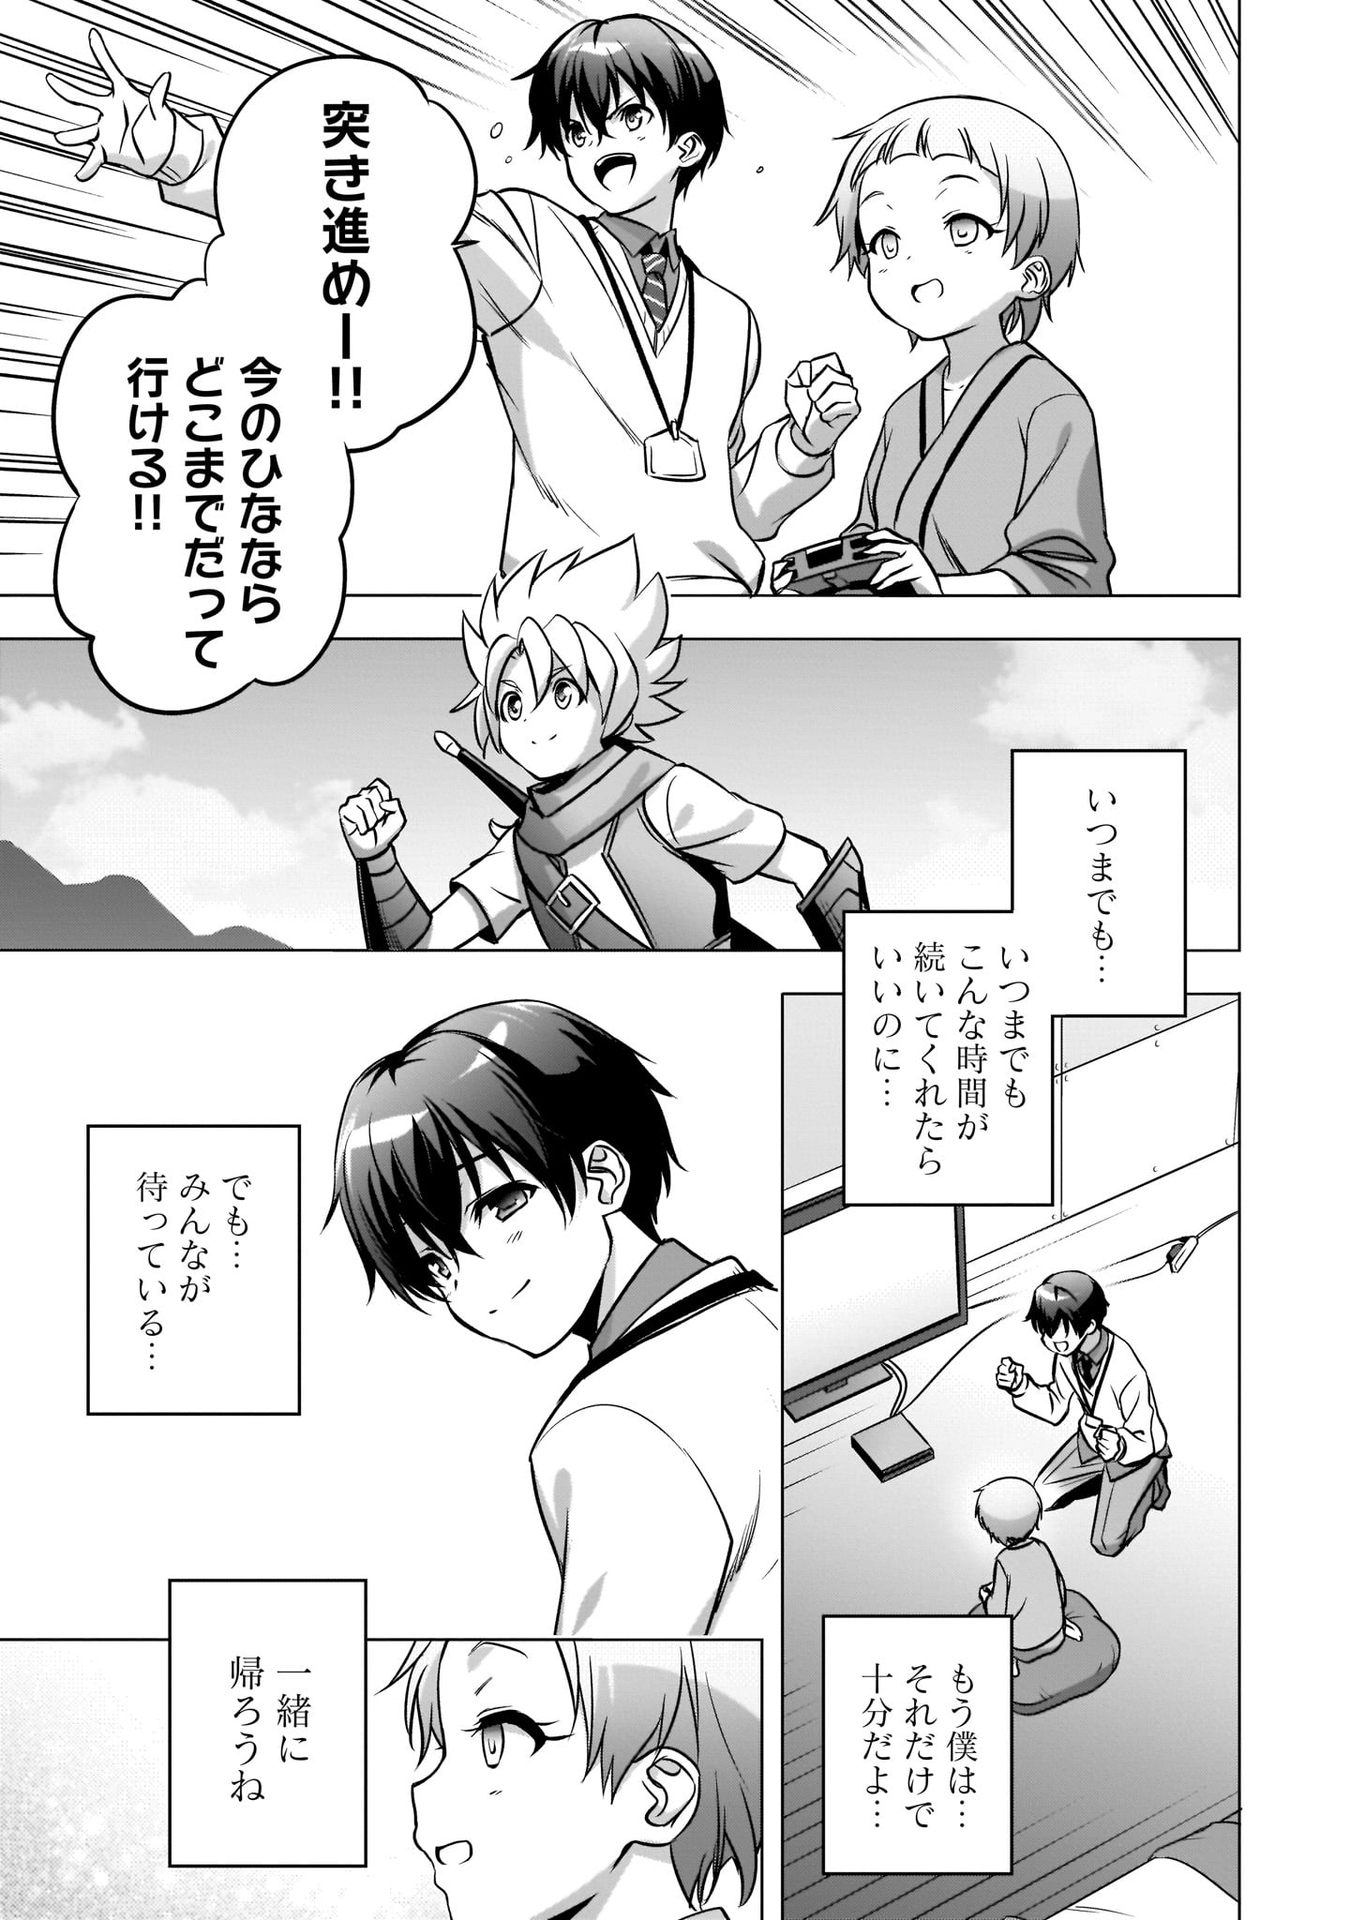 突き進めー!!
今のひななら
どこまでだって
行ける!!
いつまでも…
いつまでも
こんな時間が
続いてくれたら
いいのに…
もう僕は…
それだけで
十分だよ…
でも…
みんなが
待っている…
一緒に
帰ろうね